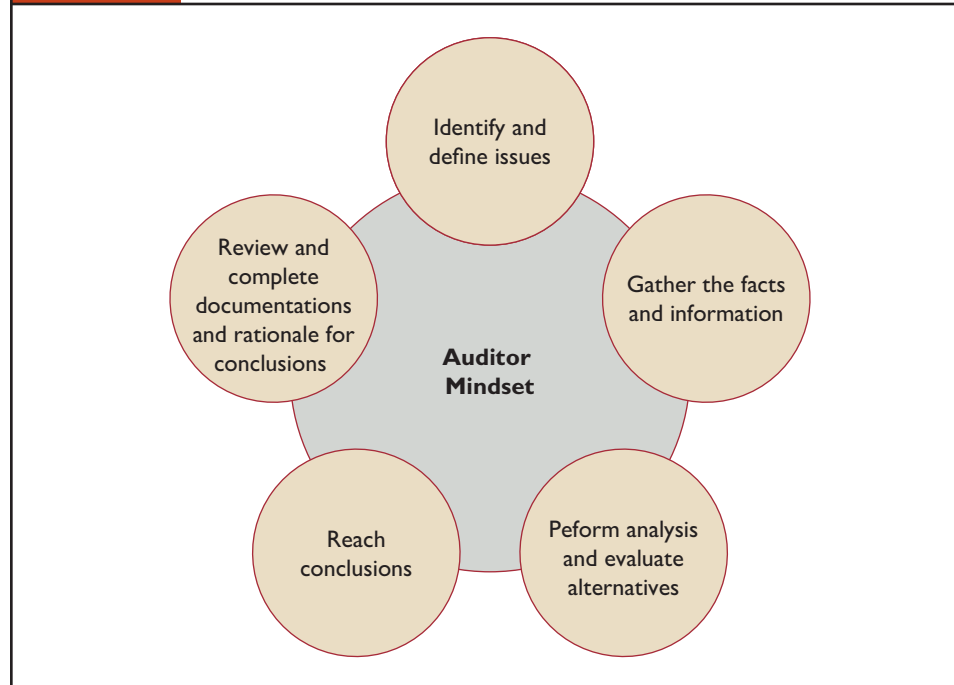 Identify and
define issues
Gather the facts
and information
Peform analysis
and evaluate
alternatives
Reach
conclusions
Review and
complete
documentations
and rationale for
conclusions
Auditor
Mindset